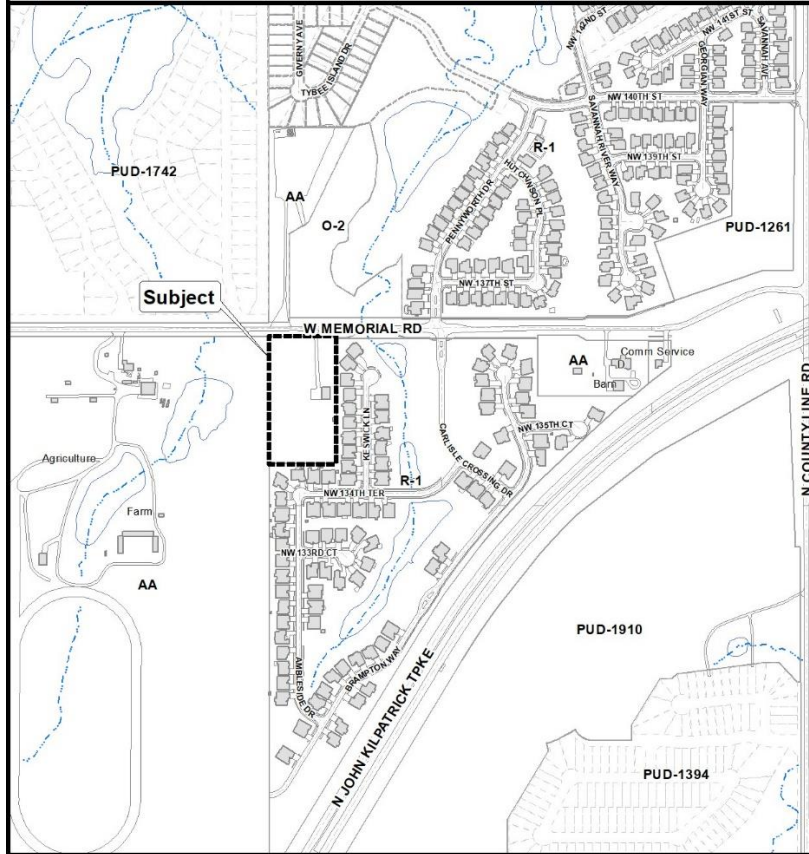 NW 142ND ST
NW 141ST ST
SAVANNAH AVE
GIVERNY AVE
TYBEE ISLAND DR
GEORGIAN WAY
NW 140TH ST
SAVANNAH RIVER WAY
R-1
NW 139TH ST
HUTCHINSON PL
PUD-1742
AA
O-2
PENNYWORTH DR
PUD-1261
NW 137TH ST
Subject
W MEMORIAL RD
AA
Comm Service
Barn
N COUNTY LINE RD
KESWICK LN
CARLISLE CROSSING DR
NW 135TH CT
Agriculture
R-1
NW 134TH TER
Farm
NW 133RD CT
AA
PUD-1910
AMBLESIDE DR
BRAMPTON WAY
N JOHN KILPATRICK TPKE
PUD-1394